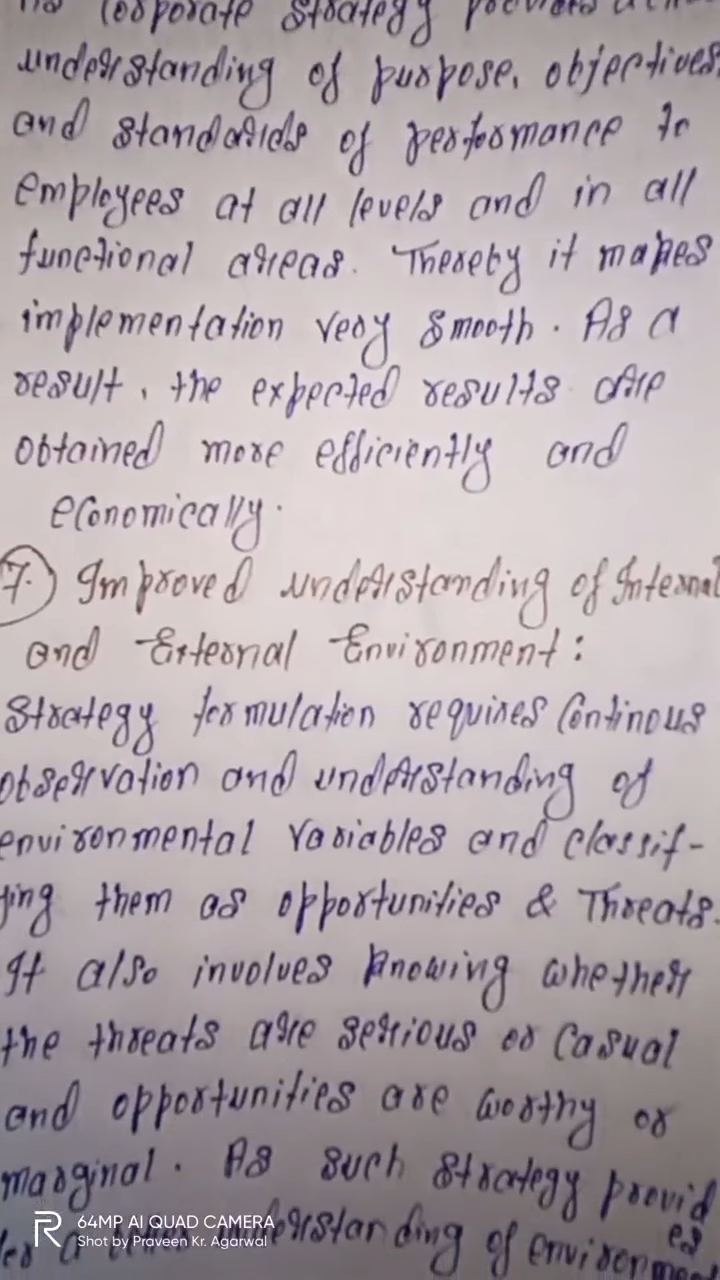 Corporate strategy provides
understanding of purpose, objectives
and standards of performance to
employees at all levels and in all
functional areas. Thereby it makes
implementation very smooth. As a
result, the expected results are
obtained more efficiently and
economically.
7. Improved understanding of Internal
and External Environment:
Strategy formulation requires Continous
observation and understanding of
environmental variables and classif-
ying them as opportunities & Threats.
It also involves knowing whether
the threats are serious or casual
and opportunities are worthy or
marginal. As such strategy provid
es
understanding of environment
64MP AI QUAD CAMERA
Shot by Praveen Kr. Agarwal